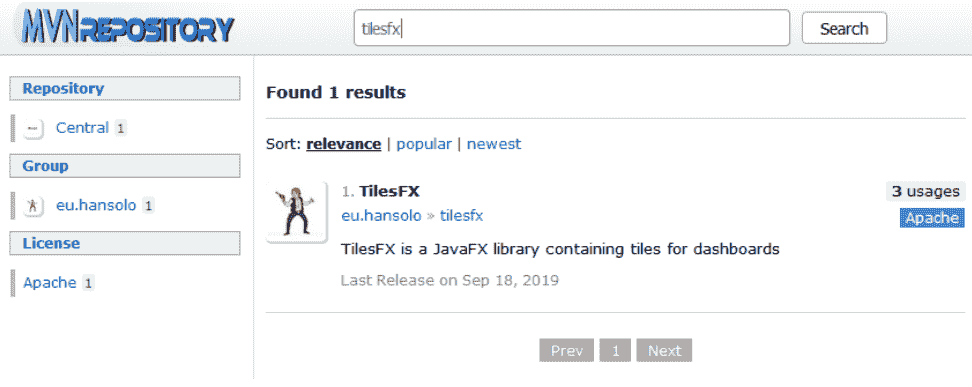 MVNREPOSITORY
tilesfx
Search
Repository
Central 1
Group
eu.hansolo 1
License
Apache 1
Found 1 results
Sort: relevance | popular | newest
1. TilesFX
3 usages
eu.hansolo » tilesfx
Apache
TilesFX is a JavaFX library containing tiles for dashboards
Last Release on Sep 18, 2019
Prev 1 Next